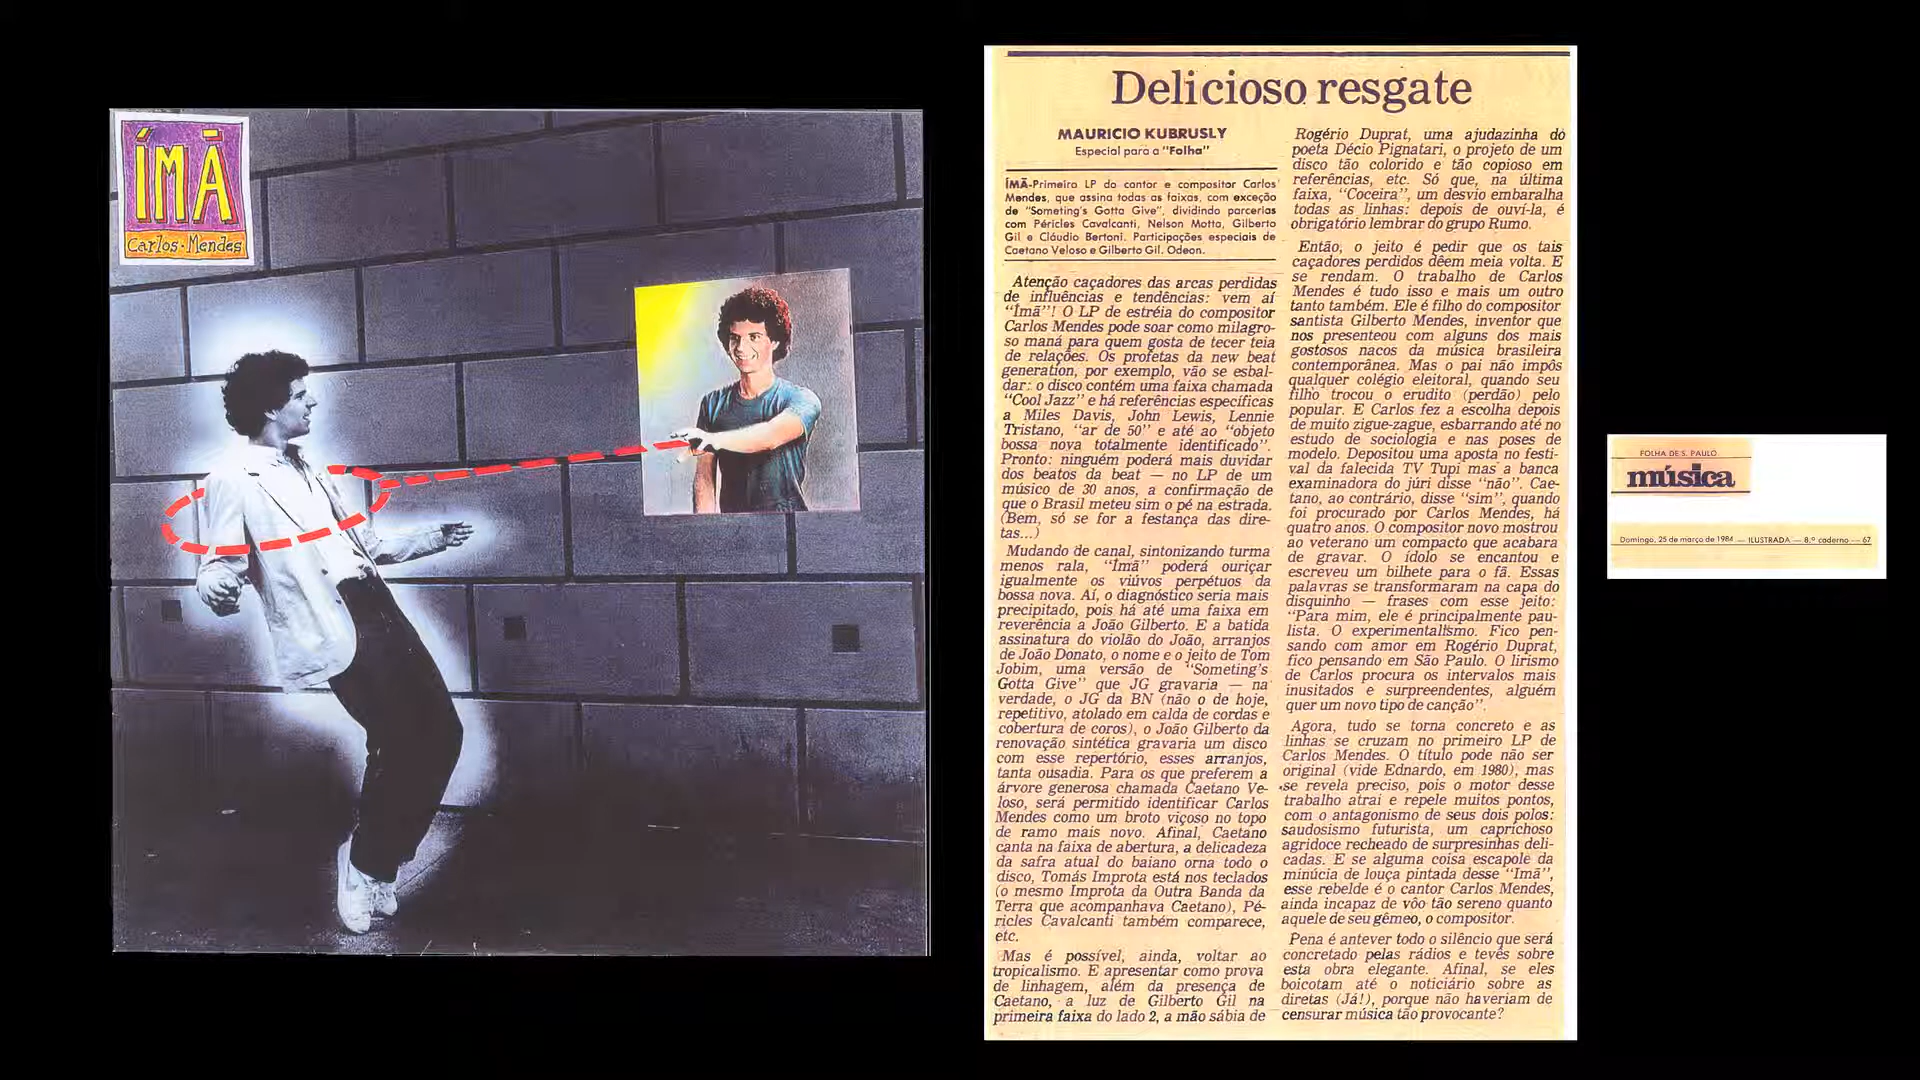 ÍMÃ
Carlos·Mendes
Delicioso resgate
MAURICIO KUBRUSLY
Especial para a "Folha"
ÍMÃ-Primeiro LP do cantor e compositor Carlos
Mendes, que assina todas as faixas, com exceção
de "Someting's Gotta Give", dividindo parcerias
com Péricles Cavalcanti, Nelson Motta, Gilberto
Gil e Cláudio Bertoni. Participações especiais de
Caetano Veloso e Gilberto Gil. Odeon.
Atenção caçadores das arcas perdidas
de influências e tendências: vem aí
"Ímã"! O LP de estréia do compositor
Carlos Mendes pode soar como milagro-
so maná para quem gosta de tecer teia
de relações. Os profetas da new beat
generation, por exemplo, vão se esbal-
dar: o disco contém uma faixa chamada
"Cool Jazz" e há referências específicas
a Miles Davis, John Lewis, Lennie
Tristano, "ar de 50" e até ao "objeto
bossa nova totalmente identificado".
Pronto: ninguém poderá mais duvidar
dos beatos da beat — no LP de um
músico de 30 anos, a confirmação de
que o Brasil meteu sim o pé na estrada.
(Bem, só se for a festança das dire-
tas...)
Mudando de canal, sintonizando turma
menos rala, "Ímã" poderá ouriçar
igualmente os viúvos perpétuos da
bossa nova. Aí, o diagnóstico seria mais
precipitado, pois há até uma faixa em
reverência a João Gilberto. E a batida
assinatura do violão do João, arranjos
de João Donato, o nome e o jeito de Tom
Jobim, uma versão de "Someting's
Gotta Give" que JG gravaria — na
verdade, o JG da BN (não o de hoje,
repetitivo, atolado em calda de cordas e
cobertura de coros), o João Gilberto da
renovação sintética gravaria um disco
com esse repertório, esses arranjos,
tanta ousadia. Para os que preferem a
árvore generosa chamada Caetano Ve-
loso, será permitido identificar Carlos
Mendes como um broto viçoso no topo
de ramo mais novo. Afinal, Caetano
canta na faixa de abertura, a delicadeza
da safra atual do baiano orna todo o
disco, Tomás Improta está nos teclados
(o mesmo Improta da Outra Banda da
Terra que acompanhava Caetano), Pé-
ricles Cavalcanti também comparece,
etc.
Mas é possível, ainda, voltar ao
tropicalismo. E apresentar como prova
de linhagem, além da presença de
Caetano, a luz de Gilberto Gil na
primeira faixa do lado 2, a mão sábia de
Rogério Duprat, uma ajudazinha do
poeta Décio Pignatari, o projeto de um
disco tão colorido e tão copioso em
referências, etc. Só que, na última
faixa, "Coceira", um desvio embaralha
todas as linhas: depois de ouví-la, é
obrigatório lembrar do grupo Rumo.
Então, o jeito é pedir que os tais
caçadores perdidos dêem meia volta. E
se rendam. O trabalho de Carlos
Mendes é tudo isso e mais um outro
tanto também. Ele é filho do compositor
santista Gilberto Mendes, inventor que
nos presenteou com alguns dos mais
gostosos nacos da música brasileira
contemporânea. Mas o pai não impôs
qualquer colégio eleitoral, quando seu
filho trocou o erudito (perdão) pelo
popular. E Carlos fez a escolha depois
de muito zigue-zague, esbarrando até no
estudo de sociologia e nas poses de
modelo. Depositou uma aposta no festi-
val da falecida TV Tupi mas a banca
examinadora do júri disse "não". Cae-
tano, ao contrário, disse "sim", quando
foi procurado por Carlos Mendes, há
quatro anos. O compositor novo mostrou
ao veterano um compacto que acabara
de gravar. O ídolo se encantou e
escreveu um bilhete para o fã. Essas
palavras se transformaram na capa do
disquinho — frases com esse jeito:
"Para mim, ele é principalmente pau-
lista. O experimentalismo. Fico pen-
sando com amor em Rogério Duprat,
fico pensando em São Paulo. O lirismo
de Carlos procura os intervalos mais
inusitados e surpreendentes, alguém
quer um novo tipo de canção".
Agora, tudo se torna concreto e as
linhas se cruzam no primeiro LP de
Carlos Mendes. O título pode não ser
original (vide Ednardo, em 1980), mas
se revela preciso, pois o motor desse
trabalho atrai e repele muitos pontos,
com o antagonismo de seus dois polos:
saudosismo futurista, um caprichoso
agridoce recheado de surpresinhas deli-
cadas. E se alguma coisa escapole da
minúcia de louça pintada desse "Imã",
esse rebelde é o cantor Carlos Mendes,
ainda incapaz de vôo tão sereno quanto
aquele de seu gêmeo, o compositor.
Pena é antever todo o silêncio que será
concretado pelas rádios e tevês sobre
esta obra elegante. Afinal, se eles
boicotam até o noticiário sobre as
diretas (Já!), porque não haveriam de
censurar música tão provocante?
FOLHA DE S. PAULO
música
Domingo, 25 de março de 1984 — ILUSTRADA — 8.º caderno — 67